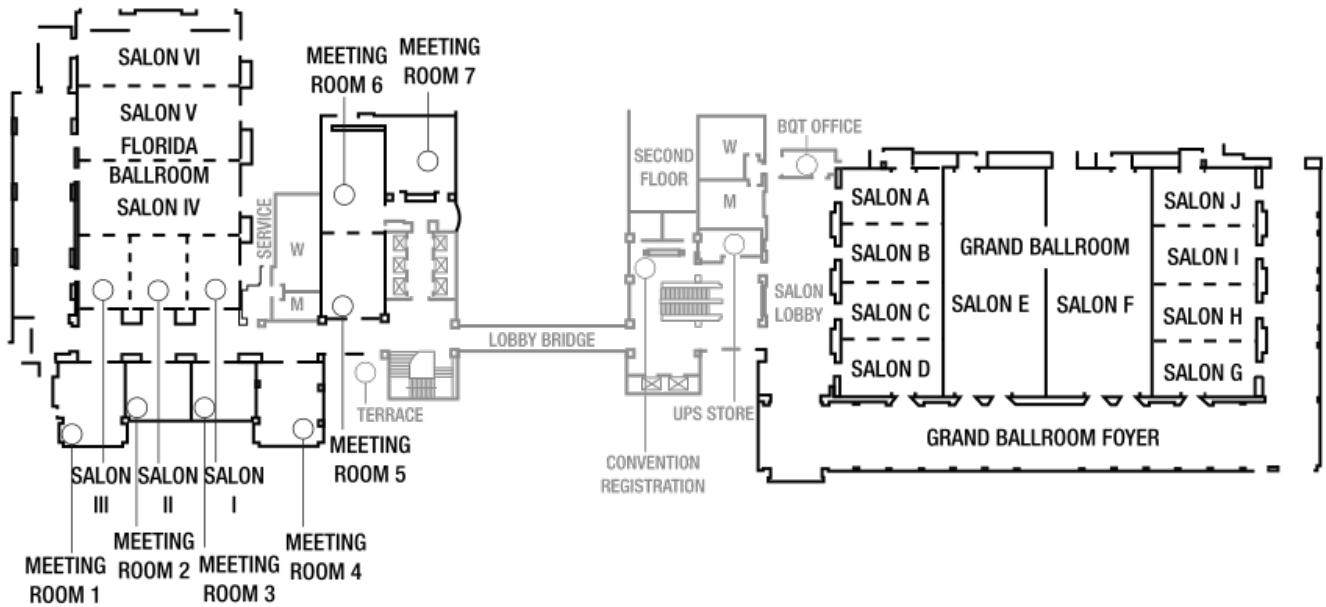 SALON VI
SALON V
FLORIDA
BALLROOM
SALON IV
SERVICE
W
M
MEETING
ROOM 6
MEETING
ROOM 7
SECOND
FLOOR
W
M
BQT OFFICE
SALON A
SALON B
SALON C
SALON D
GRAND BALLROOM
SALON E
SALON F
SALON J
SALON I
SALON H
SALON G
LOBBY BRIDGE
SALON
LOBBY
TERRACE
UPS STORE
GRAND BALLROOM FOYER
MEETING
ROOM 5
CONVENTION
REGISTRATION
SALON
III
SALON
II
SALON
I
MEETING
ROOM 1
MEETING
ROOM 2
MEETING
ROOM 3
MEETING
ROOM 4